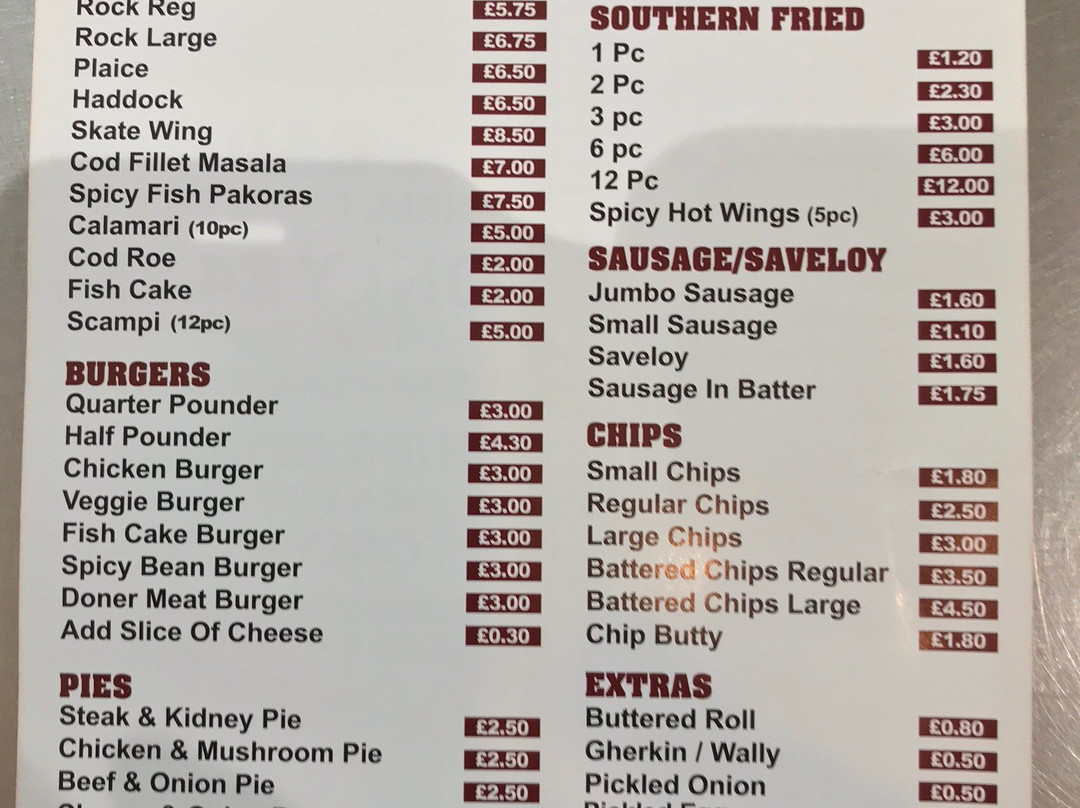 Rock Reg £5.75
Rock Large £6.75
Plaice £6.50
Haddock £6.50
Skate Wing £8.50
Cod Fillet Masala £7.00
Spicy Fish Pakoras £7.50
Calamari (10pc) £5.00
Cod Roe £2.00
Fish Cake £2.00
Scampi (12pc) £5.00
BURGERS
Quarter Pounder £3.00
Half Pounder £4.30
Chicken Burger £3.00
Veggie Burger £3.00
Fish Cake Burger £3.00
Spicy Bean Burger £3.00
Doner Meat Burger £3.00
Add Slice Of Cheese £0.30
PIES
Steak & Kidney Pie £2.50
Chicken & Mushroom Pie £2.50
Beef & Onion Pie £2.50
SOUTHERN FRIED
1 Pc £1.20
2 Pc £2.30
3 pc £3.00
6 pc £6.00
12 Pc £12.00
Spicy Hot Wings (5pc) £3.00
SAUSAGE/SAVELOY
Jumbo Sausage £1.60
Small Sausage £1.10
Saveloy £1.60
Sausage In Batter £1.75
CHIPS
Small Chips £1.80
Regular Chips £2.50
Large Chips £3.00
Battered Chips Regular £3.50
Battered Chips Large £4.50
Chip Butty £1.80
EXTRAS
Buttered Roll £0.80
Gherkin / Wally £0.50
Pickled Onion £0.50